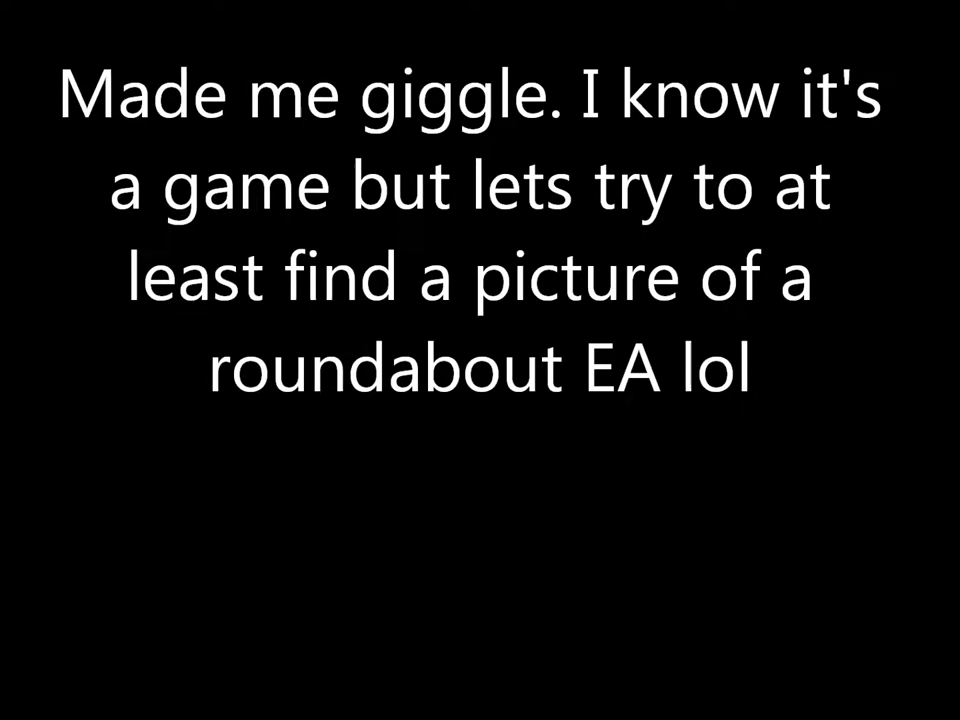 Made me giggle. I know it's
a game but lets try to at
least find a picture of a
roundabout EA lol